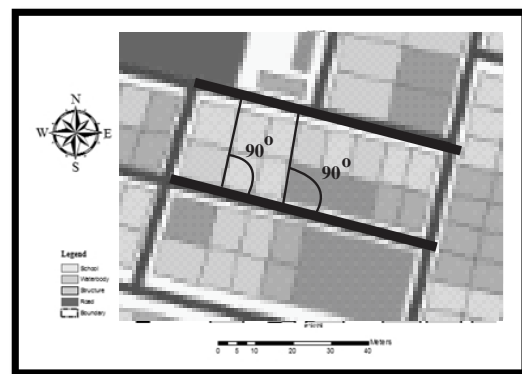 N
W E
S
90°
90°
Legend
School
Waterbody
Structure
Road
Boundary
Meters
0 5 10 20 30 40